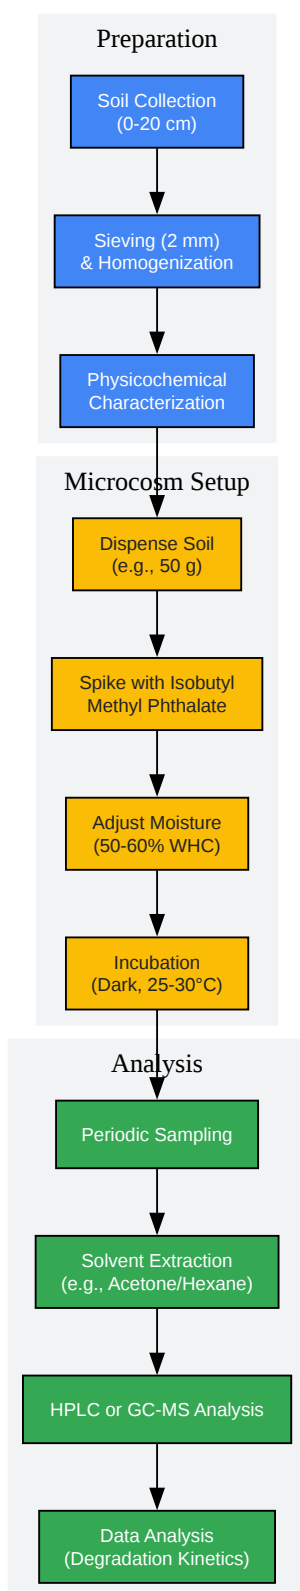 Preparation
Soil Collection
(0-20 cm)
Sieving (2 mm)
& Homogenization
Physicochemical
Characterization
Microcosm Setup
Dispense Soil
(e.g., 50 g)
Spike with Isobutyl
Methyl Phthalate
Adjust Moisture
(50-60% WHC)
Incubation
(Dark, 25-30°C)
Analysis
Periodic Sampling
Solvent Extraction
(e.g., Acetone/Hexane)
HPLC or GC-MS Analysis
Data Analysis
(Degradation Kinetics)